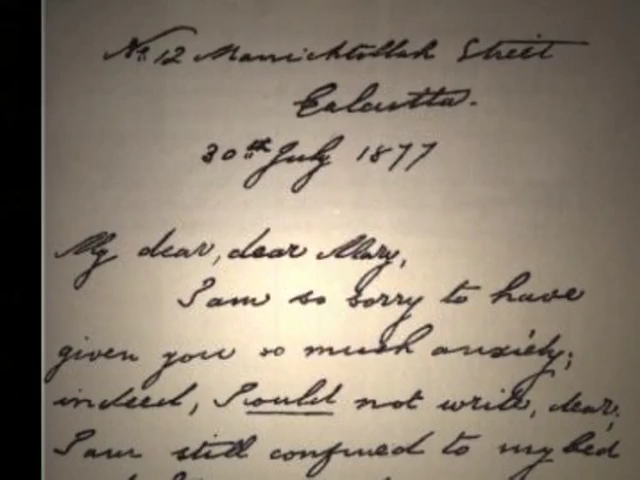 No. 12 Manicktollah Street
Calcutta.
30th July 1877
My dear, dear Mary,
I am so sorry to have
given you so much anxiety;
indeed, I could not write, dear,
I am still confined to my bed